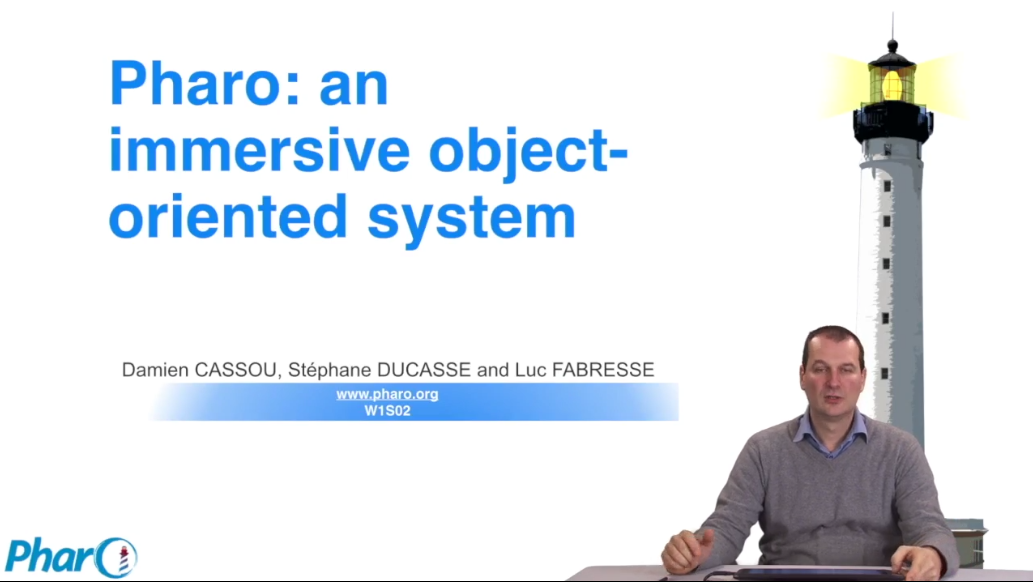 Pharo: an
immersive object-
oriented system
Damien CASSOU, Stéphane DUCASSE and Luc FABRESSE
www.pharo.org
W1S02
Pharo